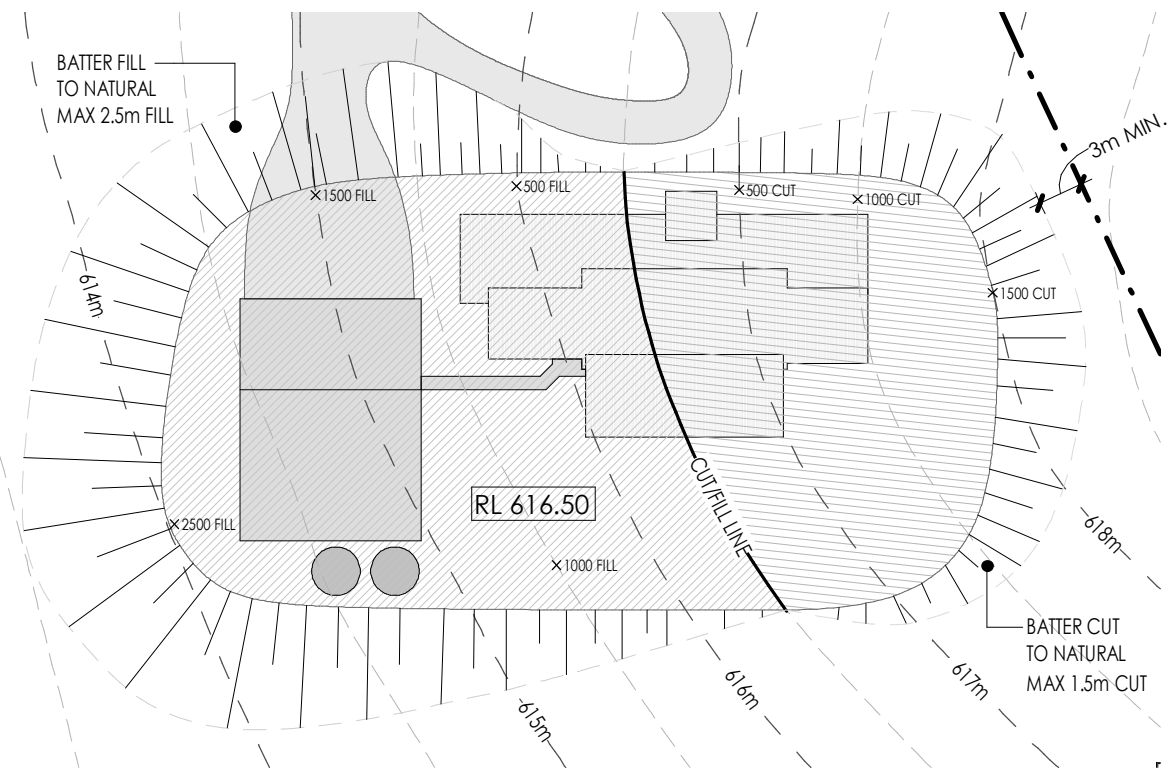 BATTER FILL
TO NATURAL
MAX 2.5m FILL
3m MIN.
1500 FILL
500 FILL
500 CUT
1000 CUT
614m
1500 CUT
RL 616.50
CUT/FILL LINE
2500 FILL
1000 FILL
618m
BATTER CUT
TO NATURAL
MAX 1.5m CUT
616m
617m
615m